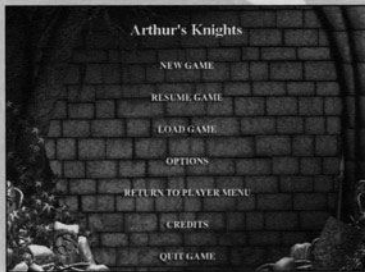 Arthur's Knights
NEW GAME
RESUME GAME
LOAD GAME
OPTIONS
RETURN TO PLAYER MENU
CREDITS
QUIT GAME